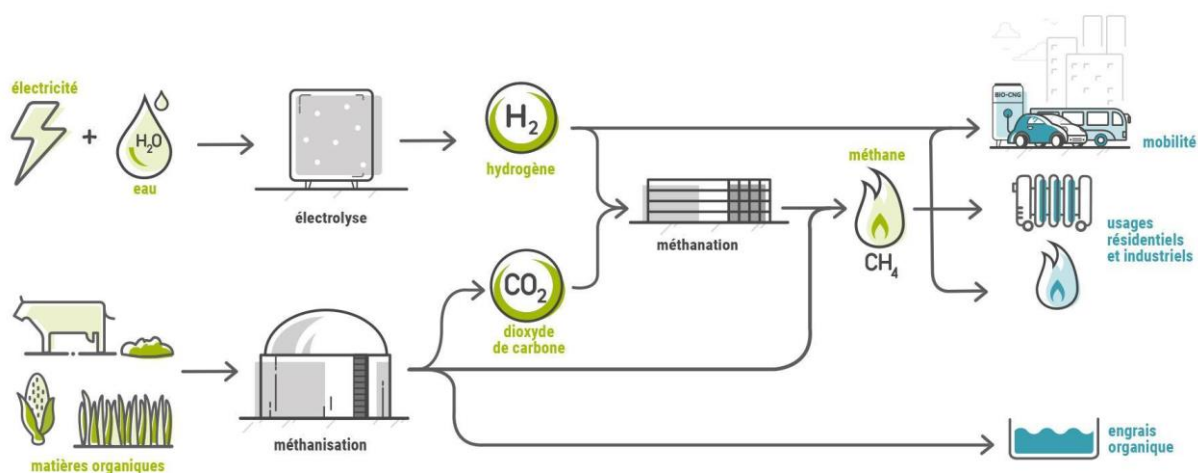 électricité
+
H₂O
eau
électrolyse
H₂
hydrogène
CO₂
dioxyde
de carbone
méthanation
méthane
CH₄
BIO-CNG
mobilité
usages
résidentiels
et industriels
matières organiques
méthanisation
engrais
organique